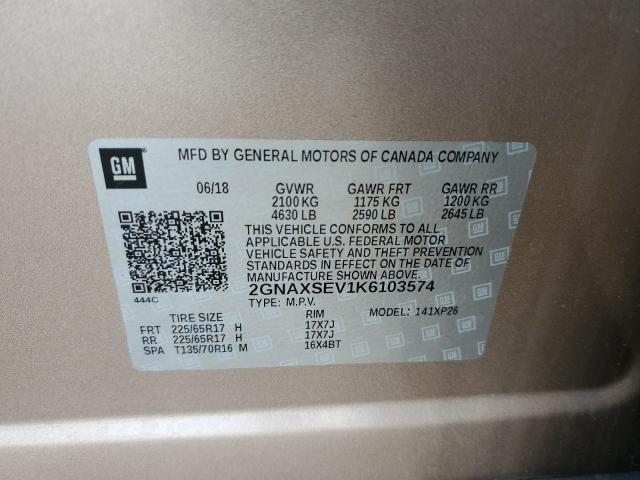 GM
MFD BY GENERAL MOTORS OF CANADA COMPANY
06/18 GVWR GAWR FRT GAWR RR
2100 KG 1175 KG 1200 KG
4630 LB 2590 LB 2645 LB
THIS VEHICLE CONFORMS TO ALL
APPLICABLE U.S. FEDERAL MOTOR
VEHICLE SAFETY AND THEFT PREVENTION
STANDARDS IN EFFECT ON THE DATE OF
MANUFACTURE SHOWN ABOVE.
2GNAXSEV1K6103574
444C
TYPE: M.P.V. MODEL: 141XP26
TIRE SIZE RIM
FRT 225/65R17 H 17X7J
RR 225/65R17 H 17X7J
SPA T135/70R16 M 16X4BT